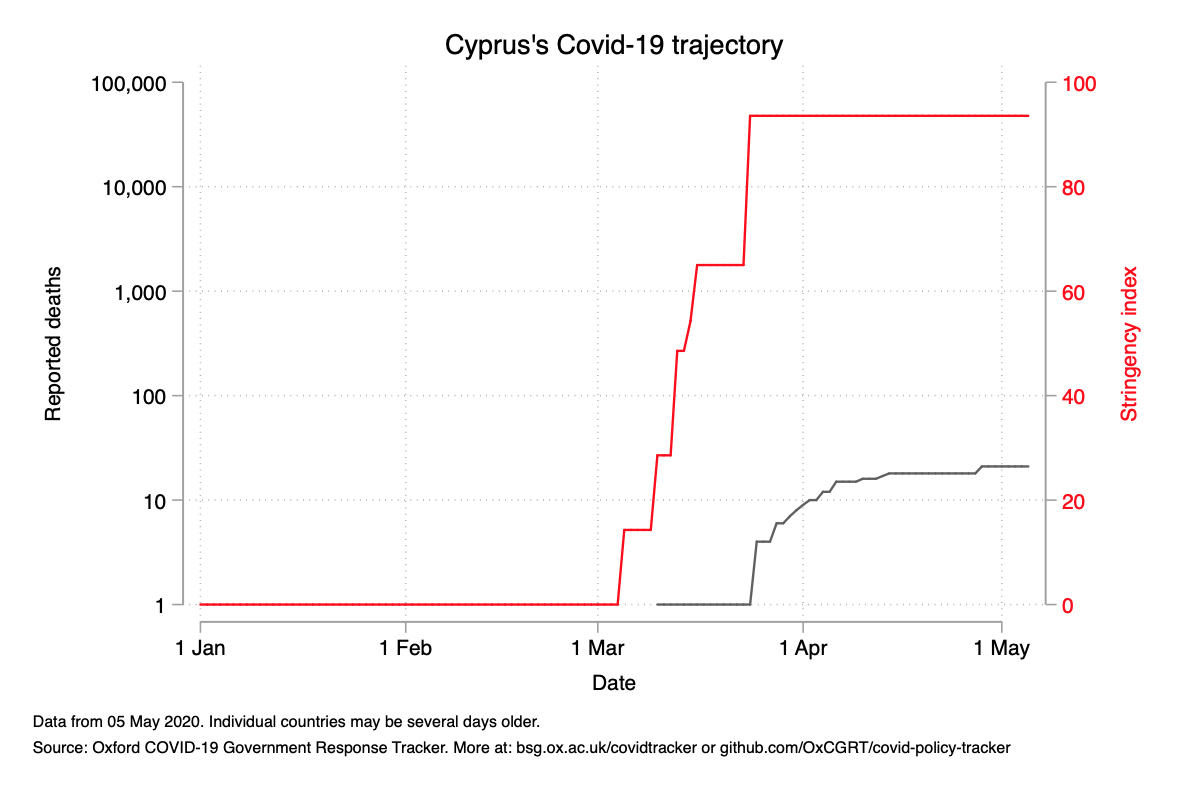 Cyprus's Covid-19 trajectory
100,000
10,000
1,000
100
10
1
Reported deaths
100
80
60
40
20
0
Stringency index
1 Jan
1 Feb
1 Mar
1 Apr
1 May
Date
Data from 05 May 2020. Individual countries may be several days older.
Source: Oxford COVID-19 Government Response Tracker. More at: bsg.ox.ac.uk/covidtracker or github.com/OxCGRT/covid-policy-tracker